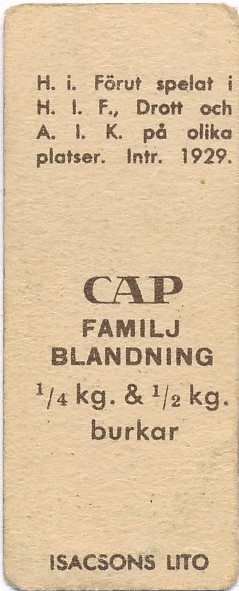 H. i. Förut spelat i
H. I. F., Drott och
A. I. K. på olika
platser. Intr. 1929.
CAP
FAMILJ
BLANDNING
1/4 kg. & 1/2 kg.
burkar
ISACSONS LITO